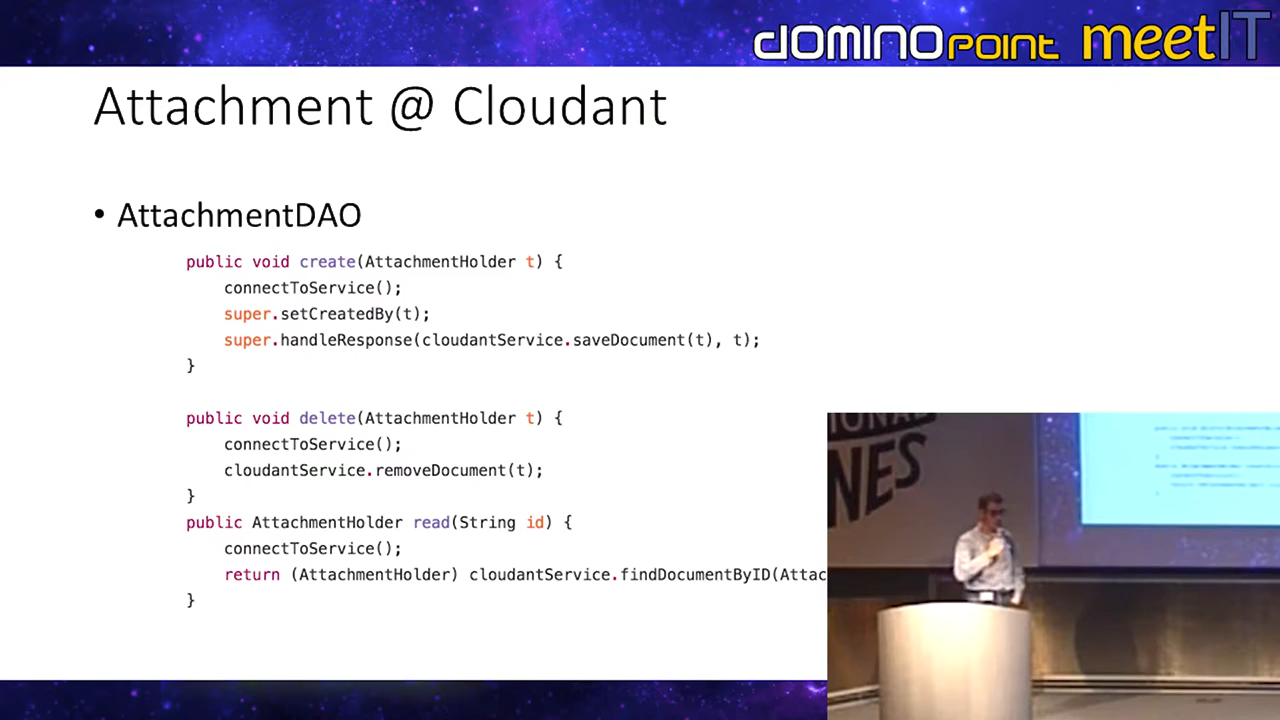 dominopoint meetIT
Attachment @ Cloudant
• AttachmentDAO
public void create(AttachmentHolder t) {
connectToService();
super.setCreatedBy(t);
super.handleResponse(cloudantService.saveDocument(t), t);
}
public void delete(AttachmentHolder t) {
connectToService();
cloudantService.removeDocument(t);
}
public AttachmentHolder read(String id) {
connectToService();
return (AttachmentHolder) cloudantService.findDocumentByID(Attac
}
IONAL
NES